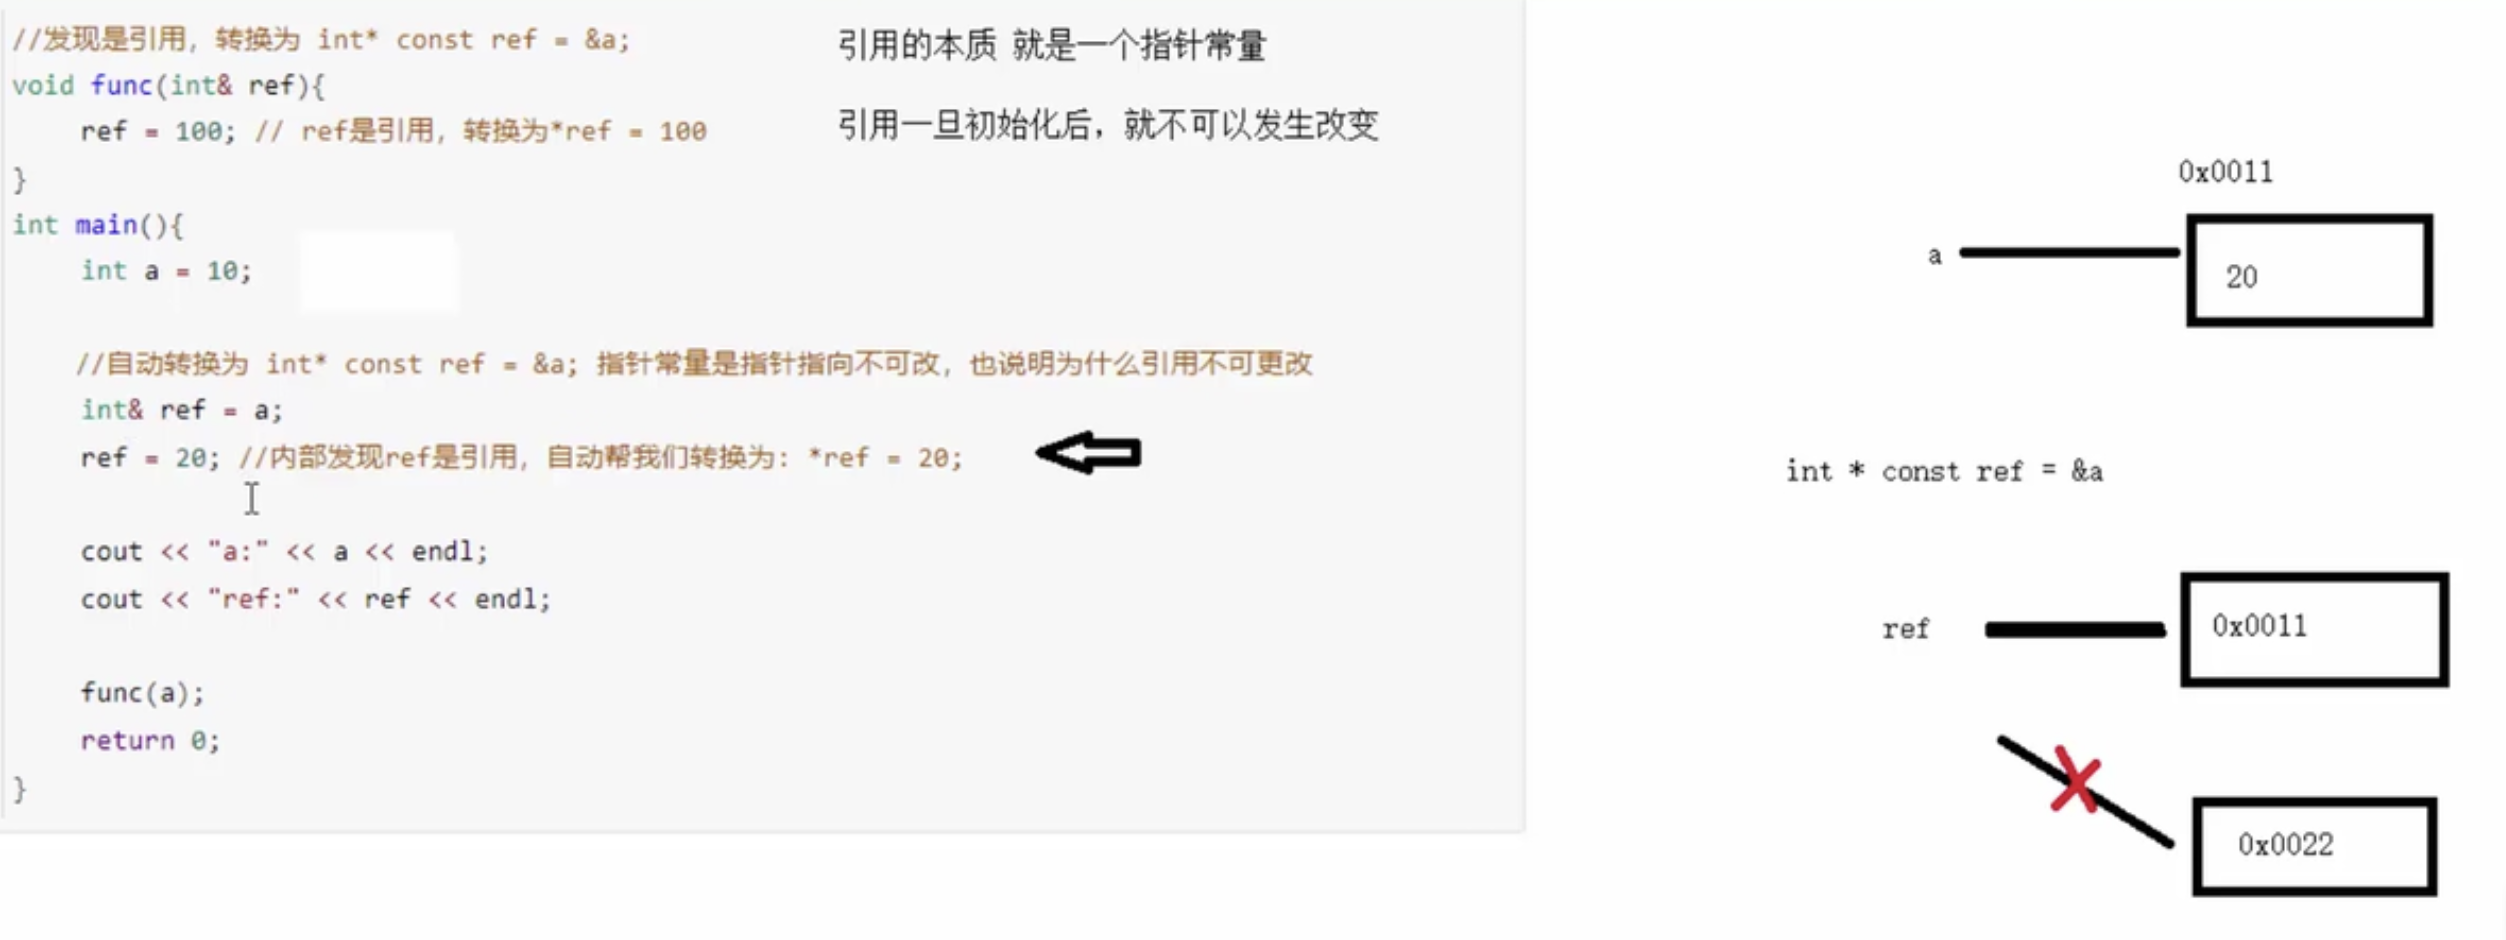 //发现是引用，转换为 int* const ref = &a;
void func(int& ref){
    ref = 100; // ref是引用，转换为*ref = 100
}
int main(){
    int a = 10;
    //自动转换为 int* const ref = &a; 指针常量是指针指向不可改，也说明为什么引用不可更改
    int& ref = a;
    ref = 20; //内部发现ref是引用，自动帮我们转换为: *ref = 20;
    cout << "a:" << a << endl;
    cout << "ref:" << ref << endl;
    func(a);
    return 0;
}
引用的本质 就是一个指针常量
引用一旦初始化后，就不可以发生改变
0x0011
a
20
int * const ref = &a
ref
0x0011
0x0022